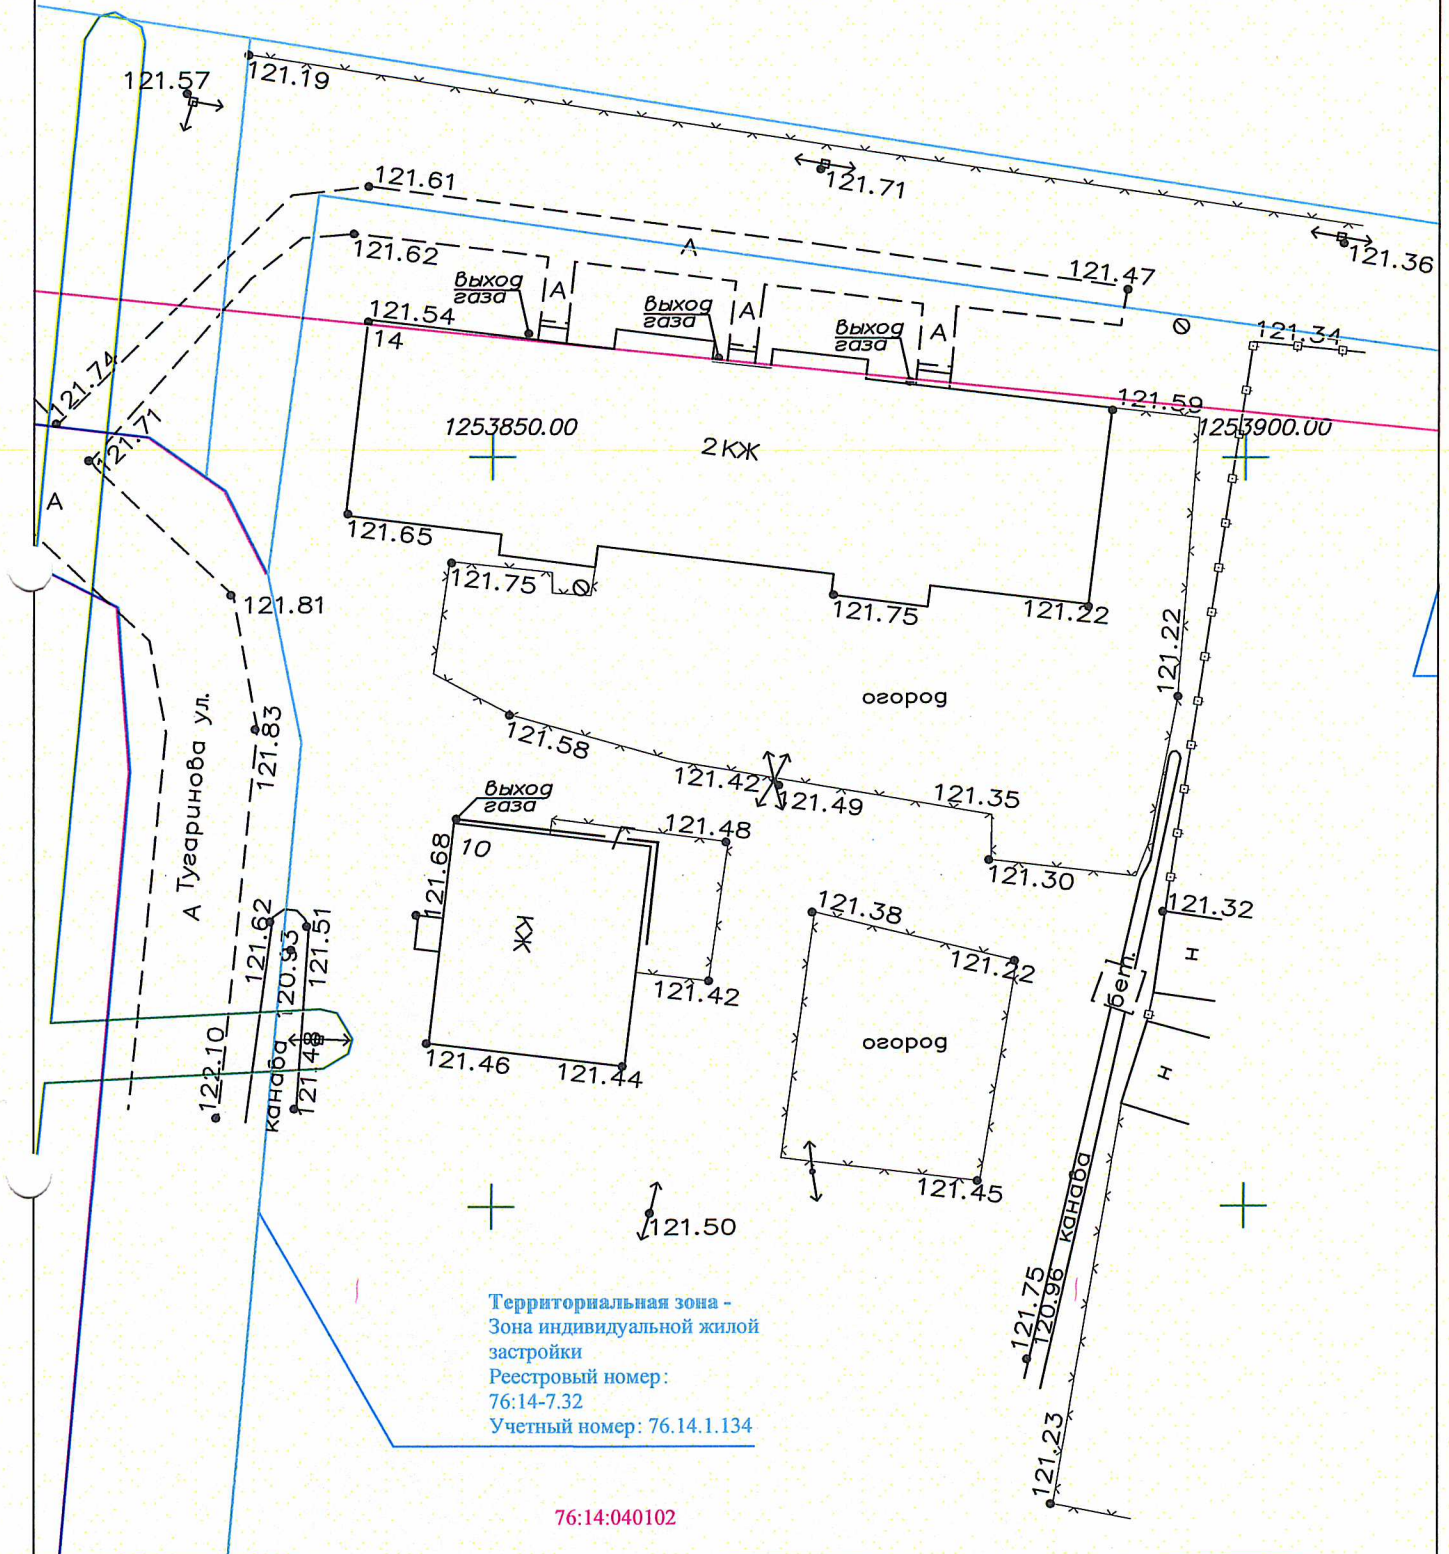 121.57
121.19
121.61
121.71
121.62
А
121.47
121.36
выход
газа
А
121.54
14
выход
газа
А
выход
газа
А
121.34
121.74
121.71
121.59
1253850.00
2КЖ
1253900.00
А
121.65
121.75
121.81
121.75
121.22
121.22
огород
А Тугаринова ул.
121.83
121.58
121.42
121.49
121.35
выход
газа
121.48
121.68
10
КЖ
121.30
121.38
121.32
121.62
120.93
121.51
121.42
121.22
Н
бет.
огород
Н
121.46
121.44
122.10
канава
121.48
121.45
121.50
канава
121.75
120.96
Территориальная зона -
Зона индивидуальной жилой
застройки
Реестровый номер:
76:14-7.32
Учетный номер: 76.14.1.134
121.23
76:14:040102